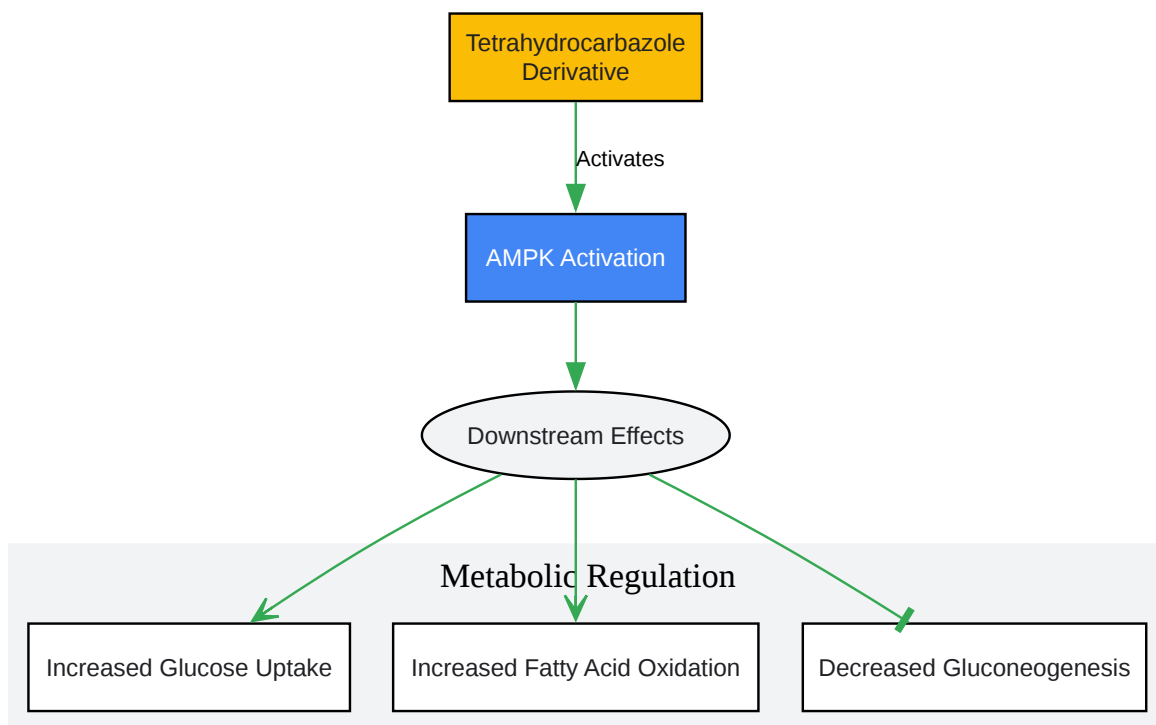 Tetrahydrocarbazole
Derivative
Activates
AMPK Activation
Downstream Effects
Metabolic Regulation
Increased Glucose Uptake
Increased Fatty Acid Oxidation
Decreased Gluconeogenesis